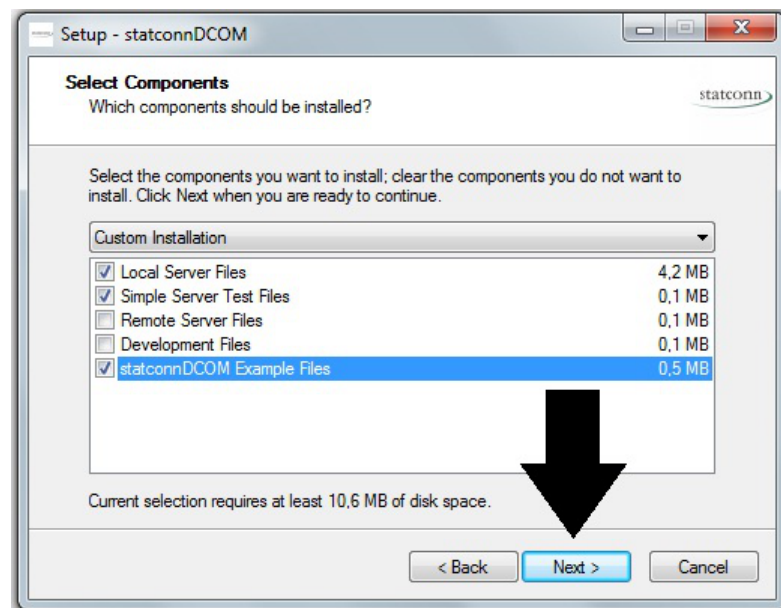 Setup - statconnDCOM
Select Components
Which components should be installed?
statconn
Select the components you want to install; clear the components you do not want to
install. Click Next when you are ready to continue.
Custom Installation
Local Server Files 4,2 MB
Simple Server Test Files 0,1 MB
Remote Server Files 0,1 MB
Development Files 0,1 MB
statconnDCOM Example Files 0,5 MB
Current selection requires at least 10,6 MB of disk space.
< Back Next > Cancel